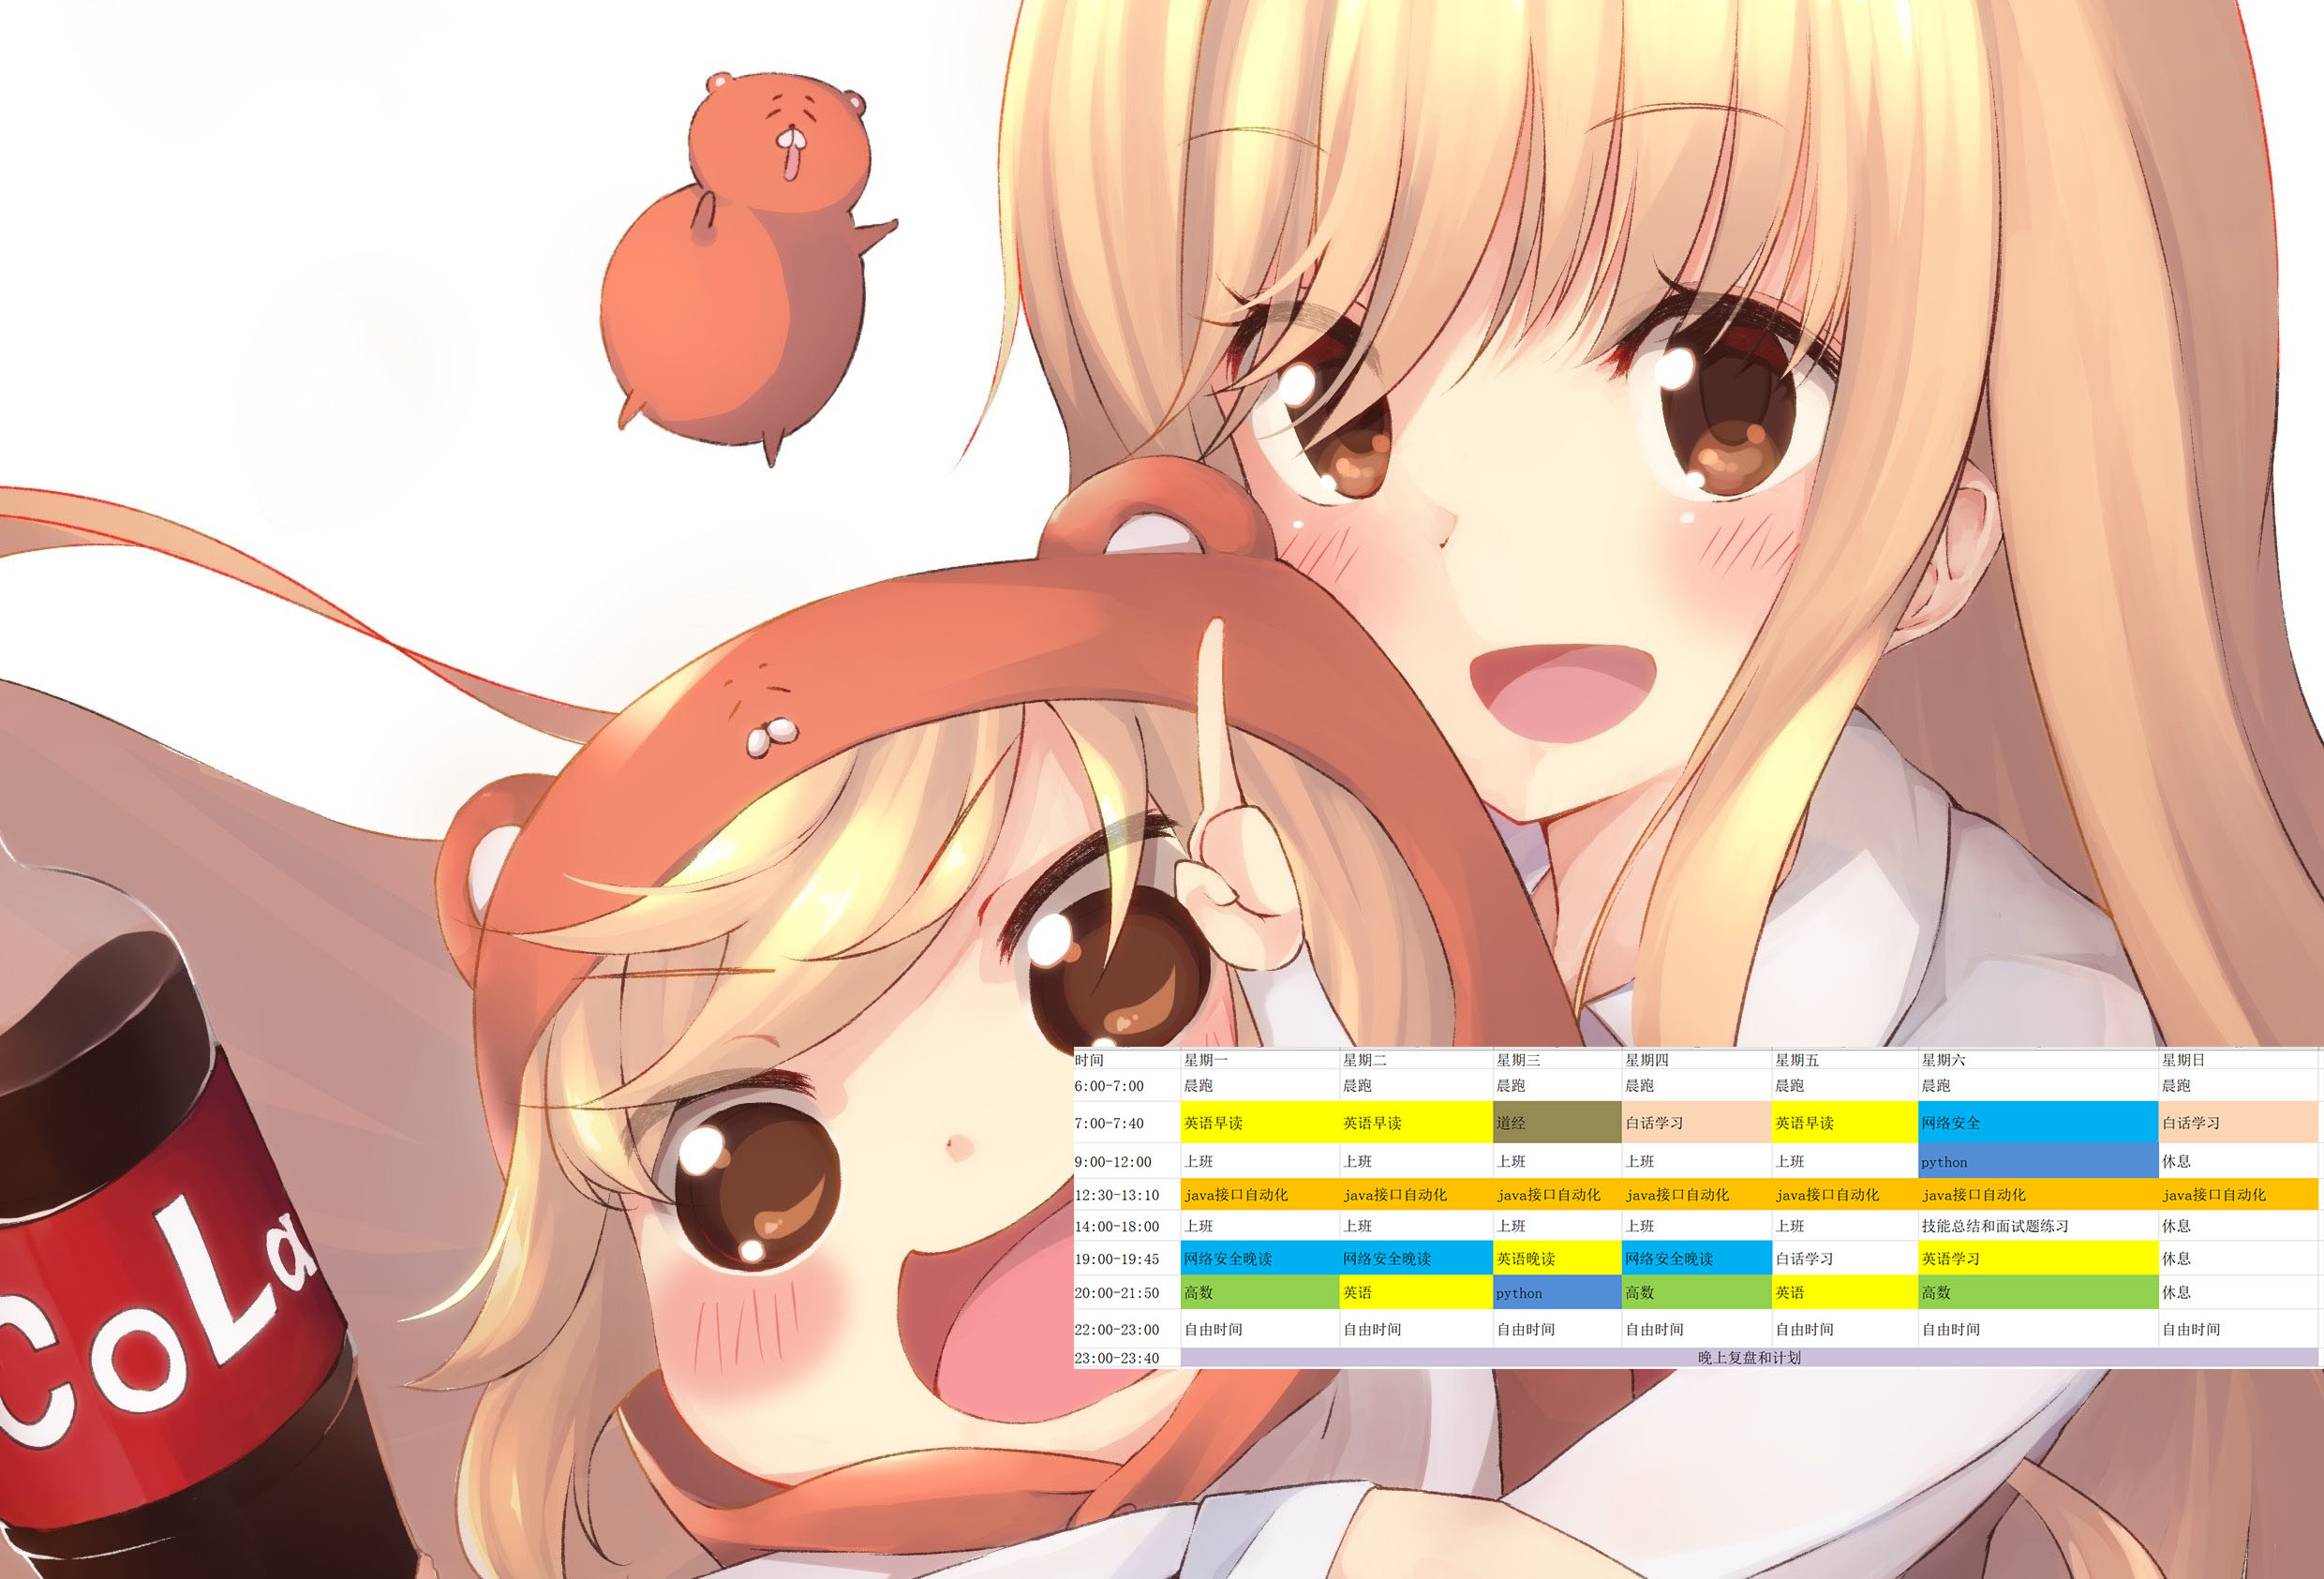 CoLa
时间 星期一 星期二 星期三 星期四 星期五 星期六 星期日
6:00-7:00 晨跑 晨跑 晨跑 晨跑 晨跑 晨跑 晨跑
7:00-7:40 英语早读 英语早读 道经 白话学习 英语早读 网络安全 白话学习
9:00-12:00 上班 上班 上班 上班 上班 python 休息
12:30-13:10 java接口自动化 java接口自动化 java接口自动化 java接口自动化 java接口自动化 java接口自动化 java接口自动化
14:00-18:00 上班 上班 上班 上班 上班 技能总结和面试题练习 休息
19:00-19:45 网络安全晚读 网络安全晚读 英语晚读 网络安全晚读 白话学习 英语学习 休息
20:00-21:50 高数 英语 python 高数 英语 高数 休息
22:00-23:00 自由时间 自由时间 自由时间 自由时间 自由时间 自由时间 自由时间
23:00-23:40 晚上复盘和计划